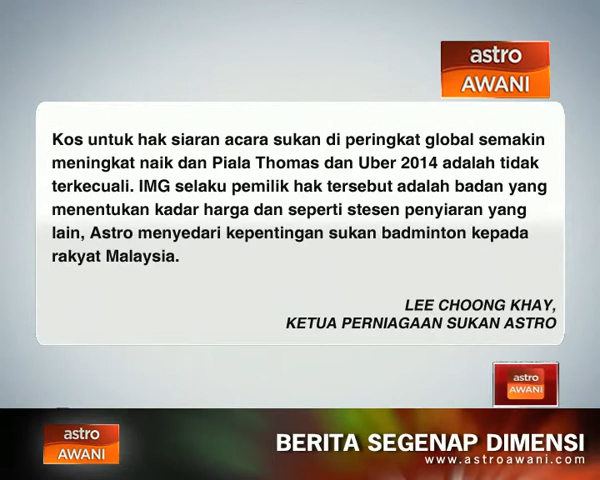 astro
AWANI
Kos untuk hak siaran acara sukan di peringkat global semakin
meningkat naik dan Piala Thomas dan Uber 2014 adalah tidak
terkecuali. IMG selaku pemilik hak tersebut adalah badan yang
menentukan kadar harga dan seperti stesen penyiaran yang
lain, Astro menyedari kepentingan sukan badminton kepada
rakyat Malaysia.
LEE CHOONG KHAY,
KETUA PERNIAGAAN SUKAN ASTRO
astro
AWANI
astro
AWANI
BERITA SEGENAP DIMENSI
www.astroawani.com